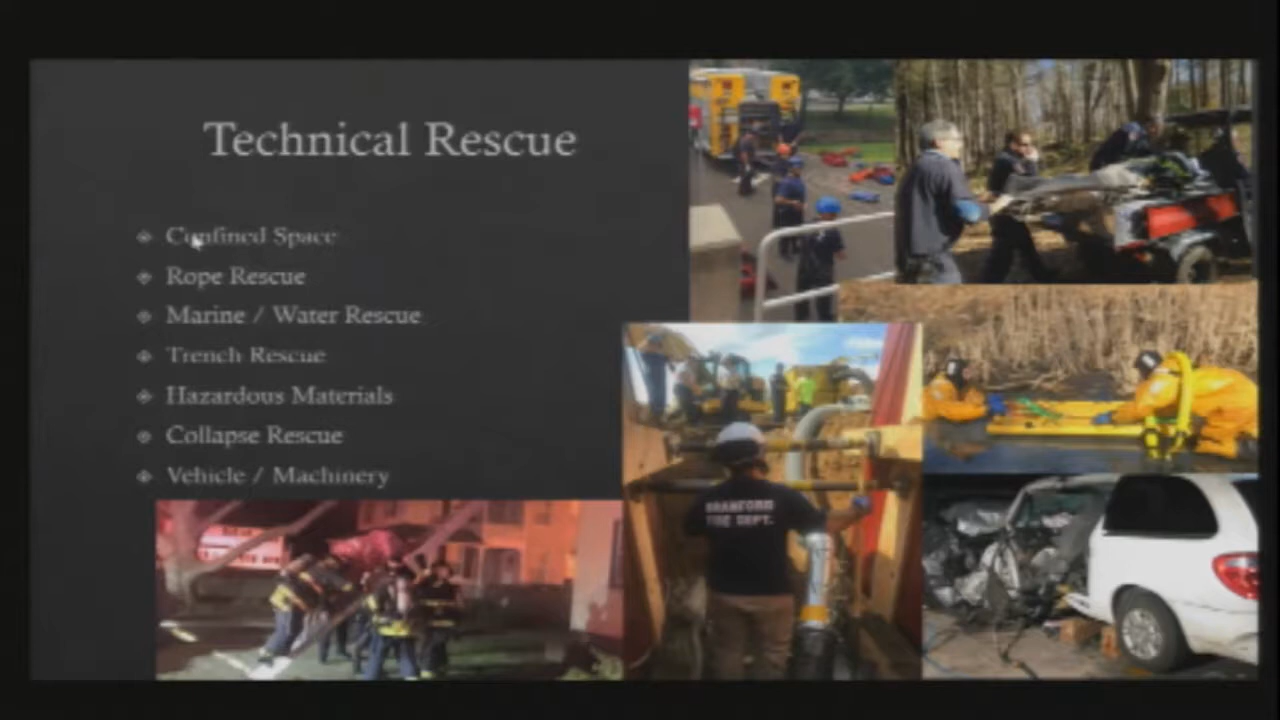 Technical Rescue
Confined Space
Rope Rescue
Marine / Water Rescue
Trench Rescue
Hazardous Materials
Collapse Rescue
Vehicle / Machinery
BRANFORD
FIRE DEPT.